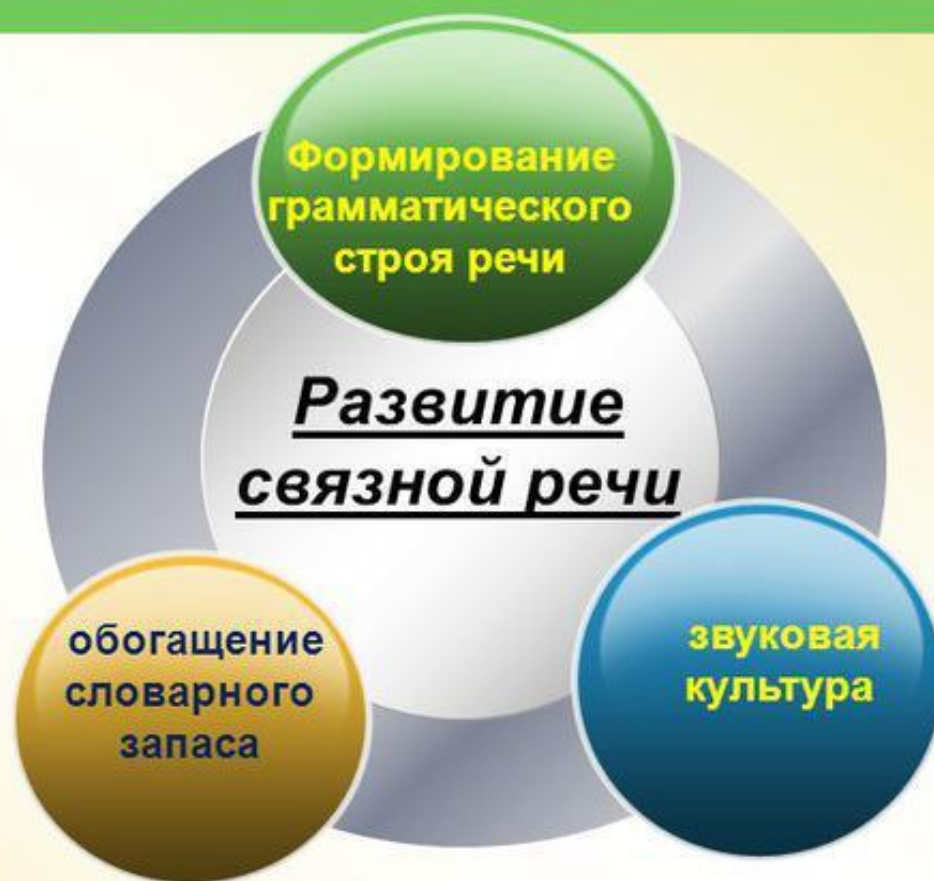 Формирование
грамматического
строя речи
Развитие
связной речи
обогащение
словарного
запаса
звуковая
культура